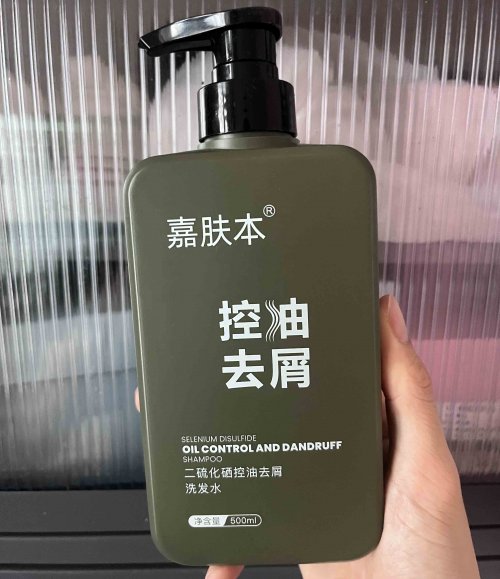 嘉肤本®
控油
去屑
SELENIUM DISULFIDE
OIL CONTROL AND DANDRUFF
SHAMPOO
二硫化硒控油去屑
洗发水
净含量 500ml